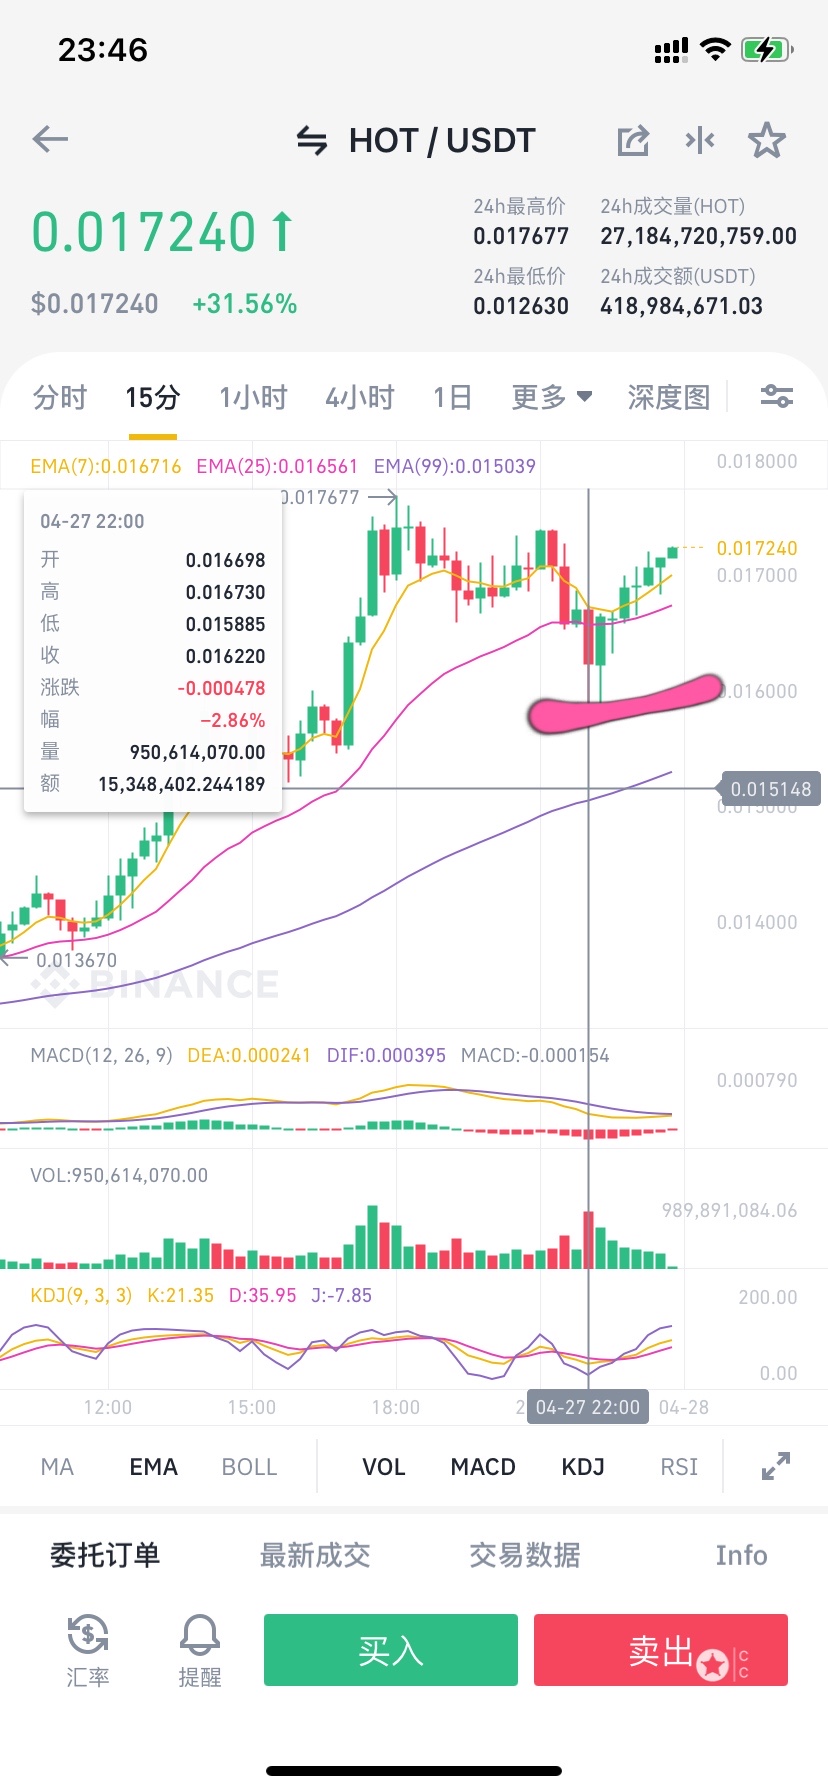 23:46
HOT / USDT
0.017240
$0.017240 +31.56%
24h最高价 24h成交量(HOT)
0.017677 27,184,720,759.00
24h最低价 24h成交额(USDT)
0.012630 418,984,671.03
分时 15分 1小时 4小时 1日 更多 深度图
EMA(7):0.016716 EMA(25):0.016561 EMA(99):0.015039
0.018000
0.017677
04-27 22:00
开 0.016698
高 0.016730
低 0.015885
收 0.016220
涨跌 -0.000478
幅 -2.86%
量 950,614,070.00
额 15,348,402.244189
0.017240
0.017000
0.016000
0.015148
0.015000
0.014000
0.013670
BINANCE
MACD(12, 26, 9) DEA:0.000241 DIF:0.000395 MACD:-0.000154
0.000790
VOL:950,614,070.00
989,891,084.06
KDJ(9, 3, 3) K:21.35 D:35.95 J:-7.85
200.00
0.00
12:00 15:00 18:00 2 04-27 22:00 04-28
MA EMA BOLL VOL MACD KDJ RSI
委托订单 最新成交 交易数据 Info
汇率 提醒 买入 卖出
C
C